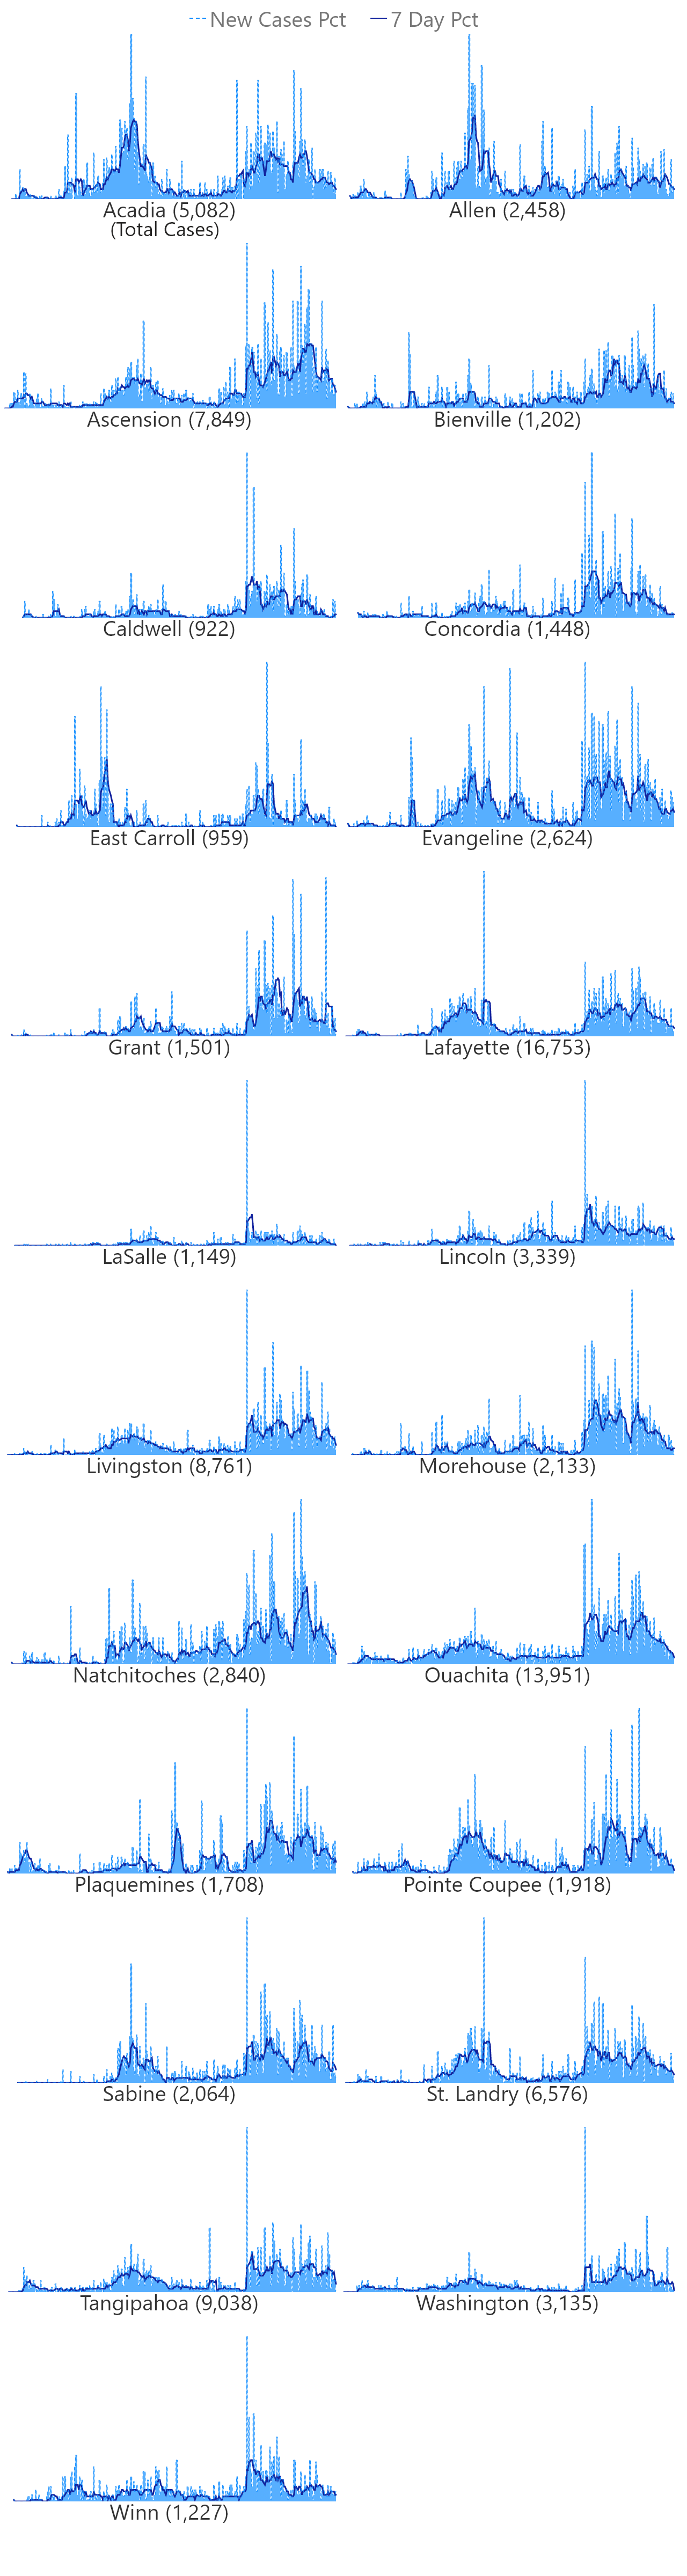 New Cases Pct 7 Day Pct
Acadia (5,082) Allen (2,458)
(Total Cases)
Ascension (7,849) Bienville (1,202)
Caldwell (922) Concordia (1,448)
East Carroll (959) Evangeline (2,624)
Grant (1,501) Lafayette (16,753)
LaSalle (1,149) Lincoln (3,339)
Livingston (8,761) Morehouse (2,133)
Natchitoches (2,840) Ouachita (13,951)
Plaquemines (1,708) Pointe Coupee (1,918)
Sabine (2,064) St. Landry (6,576)
Tangipahoa (9,038) Washington (3,135)
Winn (1,227)